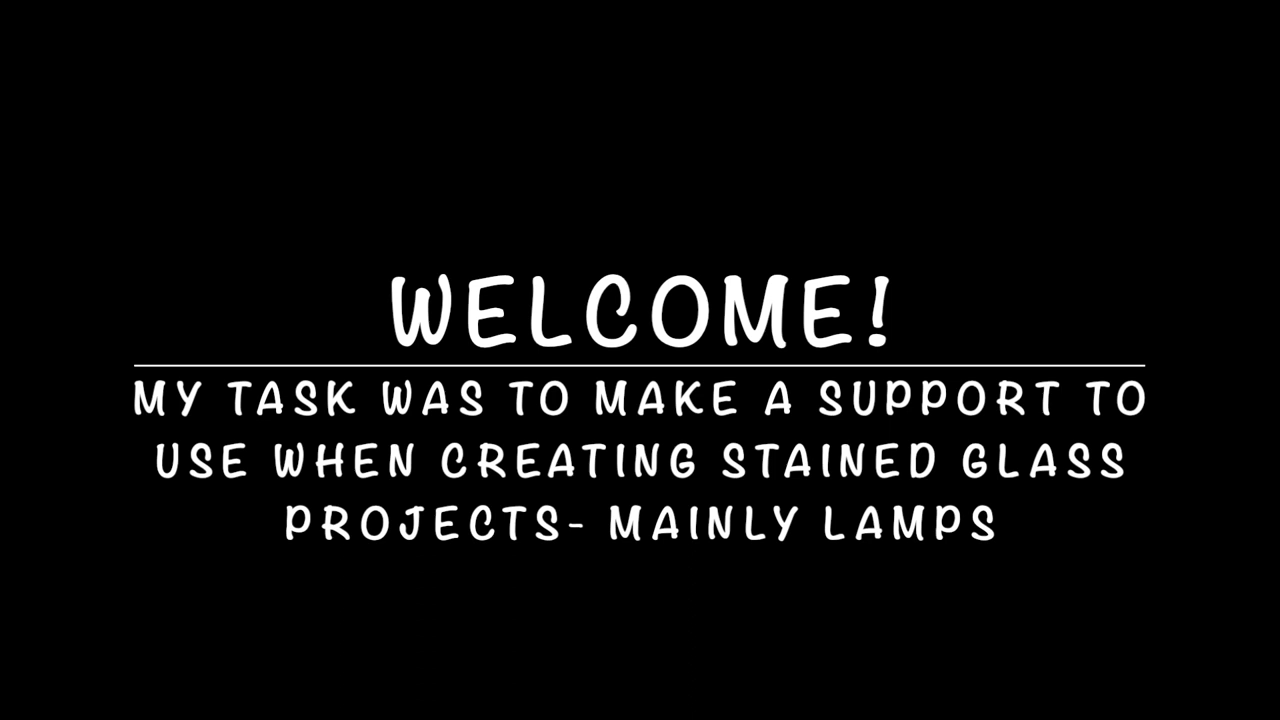 WELCOME!
MY TASK WAS TO MAKE A SUPPORT TO
USE WHEN CREATING STAINED GLASS
PROJECTS- MAINLY LAMPS